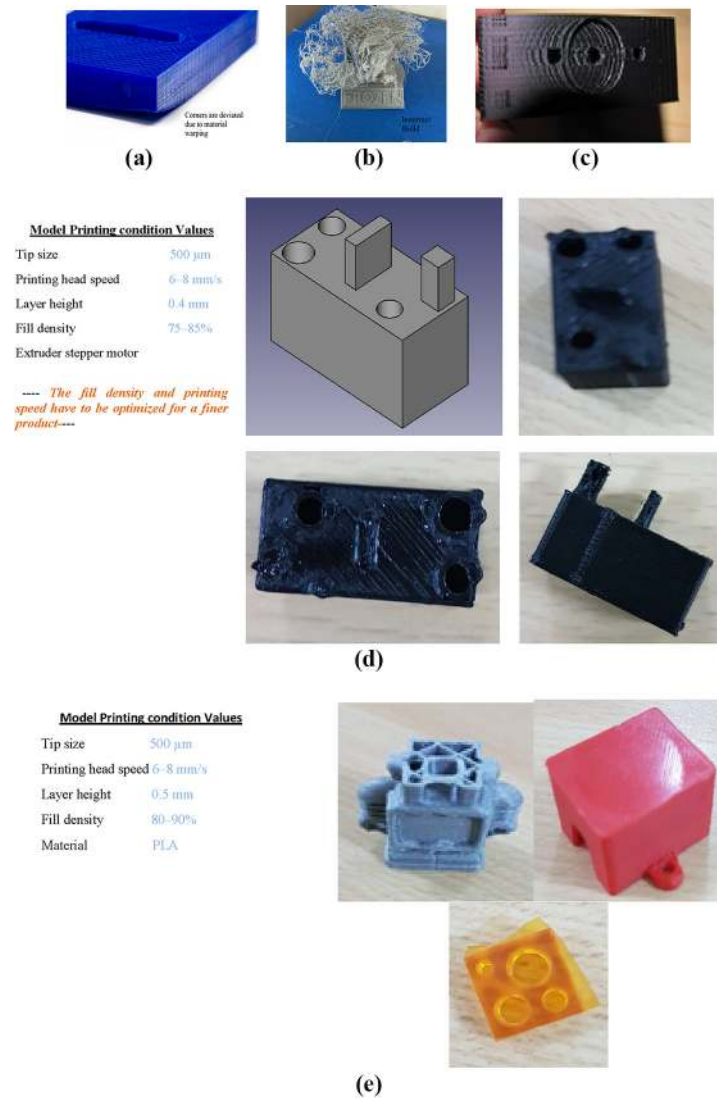 Corners are deviated
due to material
warping
(a)
(b)
(c)
Model Printing condition Values
Tip size 500 µm
Printing head speed 6–8 mm/s
Layer height 0.4 mm
Fill density 75–85%
Extruder stepper motor
---- The fill density and printing
speed have to be optimized for a finer
product----
(d)
Model Printing condition Values
Tip size 500 µm
Printing head speed 6–8 mm/s
Layer height 0.5 mm
Fill density 80–90%
Material PLA
(e)